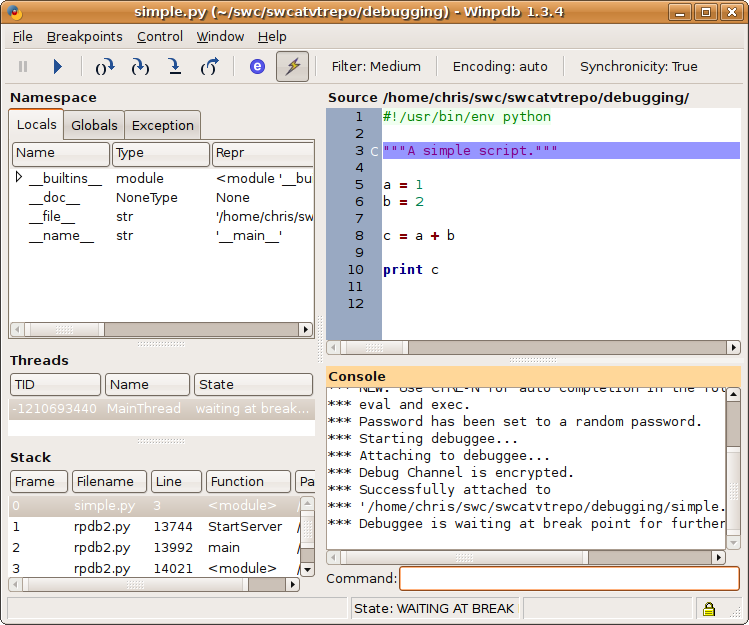 simple.py (~/swc/swcatvtrepo/debugging) - Winpdb 1.3.4
File Breakpoints Control Window Help
Filter: Medium Encoding: auto Synchronicity: True
Namespace
Locals Globals Exception
Name Type Repr
__builtins__ module <module '__bu
__doc__ NoneType None
__file__ str '/home/chris/sw
__name__ str '__main__'
Threads
TID Name State
-1210693440 MainThread waiting at break...
Stack
Frame Filename Line Function Pa
0 simple.py 3 <module> /
1 rpdb2.py 13744 StartServer /
2 rpdb2.py 13992 main /
3 rpdb2.py 14021 <module> /
Source /home/chris/swc/swcatvtrepo/debugging/
1 #!/usr/bin/env python
2
3 C """A simple script."""
4
5 a = 1
6 b = 2
7
8 c = a + b
9
10 print c
11
12
Console
*** NEW: Use CTRL-N for auto completion in the fol
*** eval and exec.
*** Password has been set to a random password.
*** Starting debuggee...
*** Attaching to debuggee...
*** Debug Channel is encrypted.
*** Successfully attached to
*** '/home/chris/swc/swcatvtrepo/debugging/simple.
*** Debuggee is waiting at break point for further
Command:
State: WAITING AT BREAK